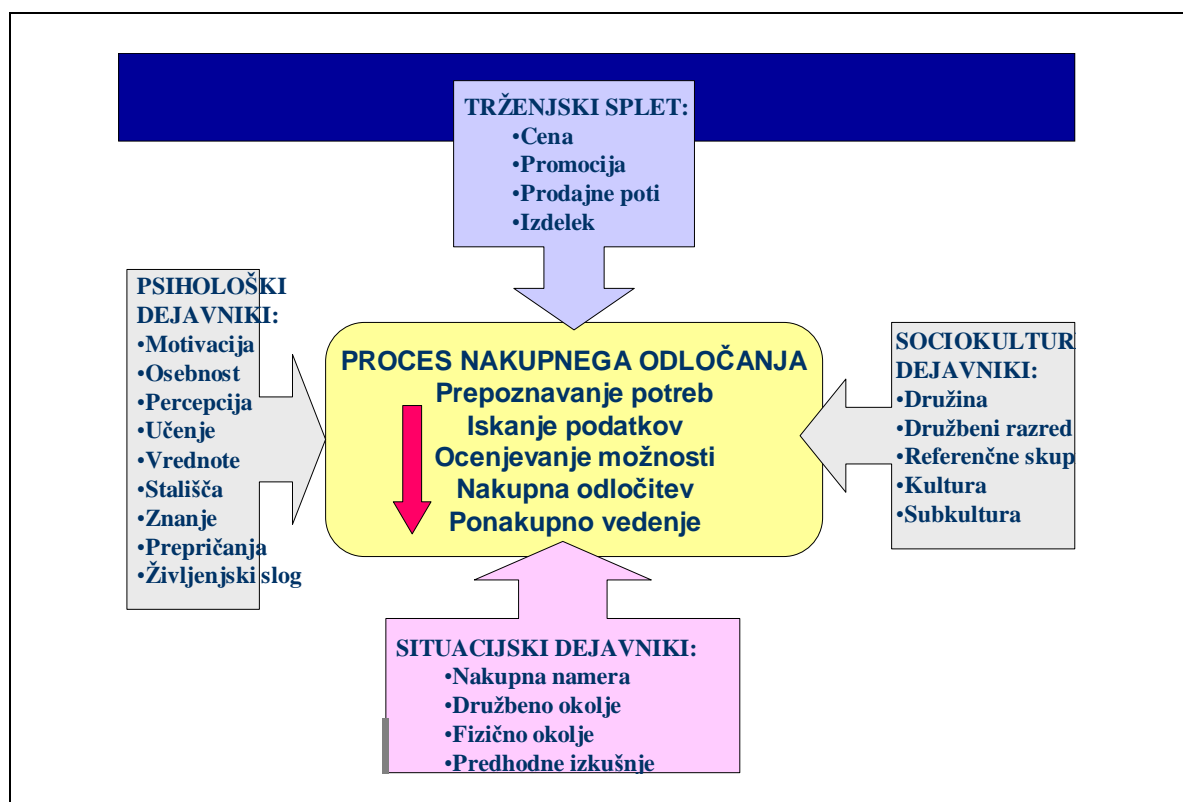 TRŽENJSKI SPLET:
•Cena
•Promocija
•Prodajne poti
•Izdelek
PSIHOLOŠKI
DEJAVNIKI:
•Motivacija
•Osebnost
•Percepcija
•Učenje
•Vrednote
•Stališča
•Znanje
•Prepričanja
•Življenjski slog
PROCES NAKUPNEGA ODLOČANJA
Prepoznavanje potreb
Iskanje podatkov
Ocenjevanje možnosti
Nakupna odločitev
Ponakupno vedenje
SOCIOKULTUR
DEJAVNIKI:
•Družina
•Družbeni razred
•Referenčne skup
•Kultura
•Subkultura
SITUACIJSKI DEJAVNIKI:
•Nakupna namera
•Družbeno okolje
•Fizično okolje
•Predhodne izkušnje